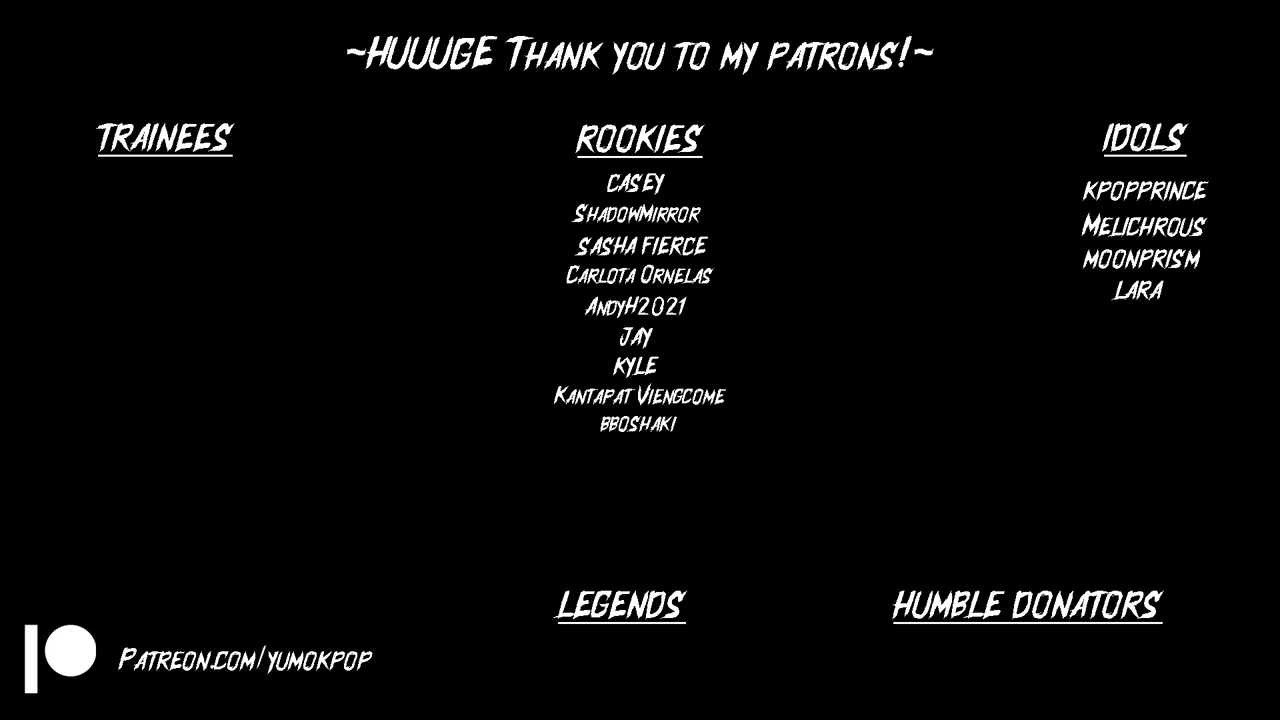 ~HUUUGE THANK YOU TO MY PATRONS!~
TRAINEES
ROOKIES
CASEY
SHADOWMIRROR
SASHA FIERCE
CARLOTA ORNELAS
ANDYH2021
JAY
KYLE
KANTAPAT VIENGCOME
BBOSHAKI
IDOLS
KPOPPRINCE
MELICHROUS
MOONPRISM
LARA
LEGENDS
HUMBLE DONATORS
PATREON.COM/YUMOKPOP